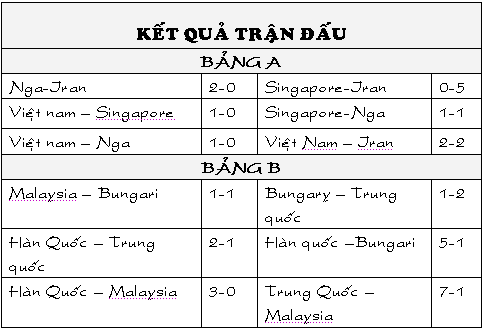 KẾT QUẢ TRẬN ĐẤU
BẢNG A
Nga-Iran 2-0 Singapore-Iran 0-5
Việt nam – Singapore 1-0 Singapore-Nga 1-1
Việt nam – Nga 1-0 Việt Nam – Iran 2-2
BẢNG B
Malaysia – Bungari 1-1 Bungary – Trung
quốc 1-2
Hàn Quốc – Trung
quốc 2-1 Hàn quốc –Bungari 5-1
Hàn Quốc – Malaysia 3-0 Trung Quốc –
Malaysia 7-1